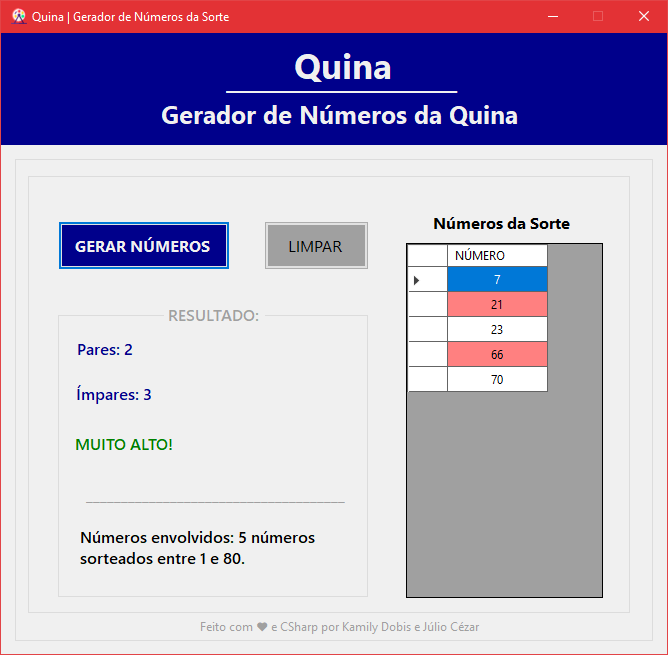 Quina | Gerador de Números da Sorte
Quina
Gerador de Números da Quina
GERAR NÚMEROS
LIMPAR
RESULTADO:
Pares: 2
Ímpares: 3
MUITO ALTO!
Números envolvidos: 5 números
sorteados entre 1 e 80.
Números da Sorte
NÚMERO
7
21
23
66
70
Feito com ❤ e CSharp por Kamily Dobis e Júlio Cézar